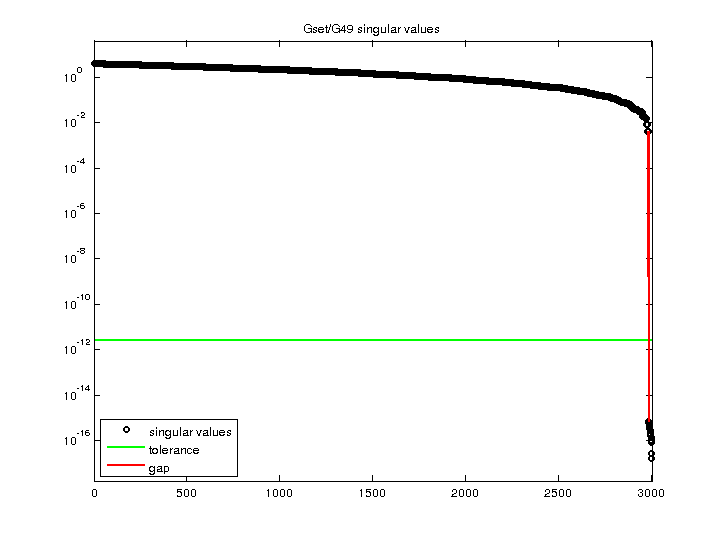 Gset/G49 singular values
10^0
10^-2
10^-4
10^-6
10^-8
10^-10
10^-12
10^-14
10^-16
singular values
tolerance
gap
0 500 1000 1500 2000 2500 3000